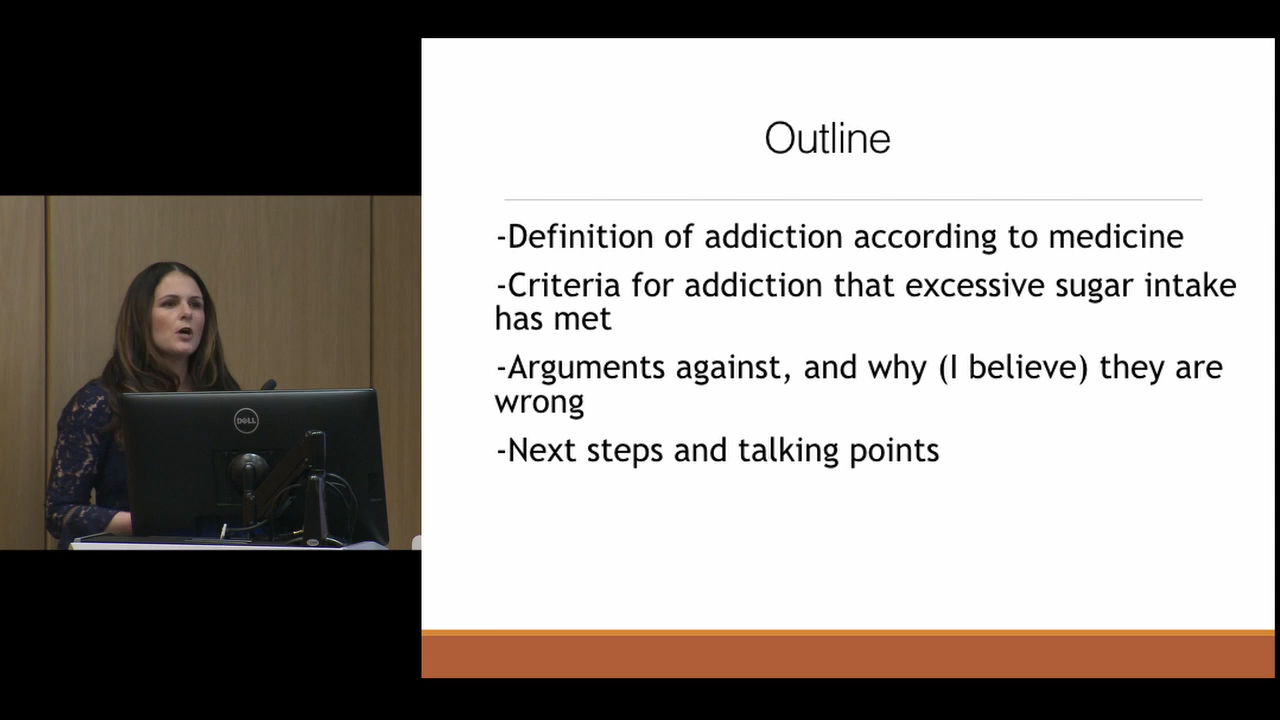 Outline
-Definition of addiction according to medicine
-Criteria for addiction that excessive sugar intake
has met
-Arguments against, and why (I believe) they are
wrong
-Next steps and talking points
DELL